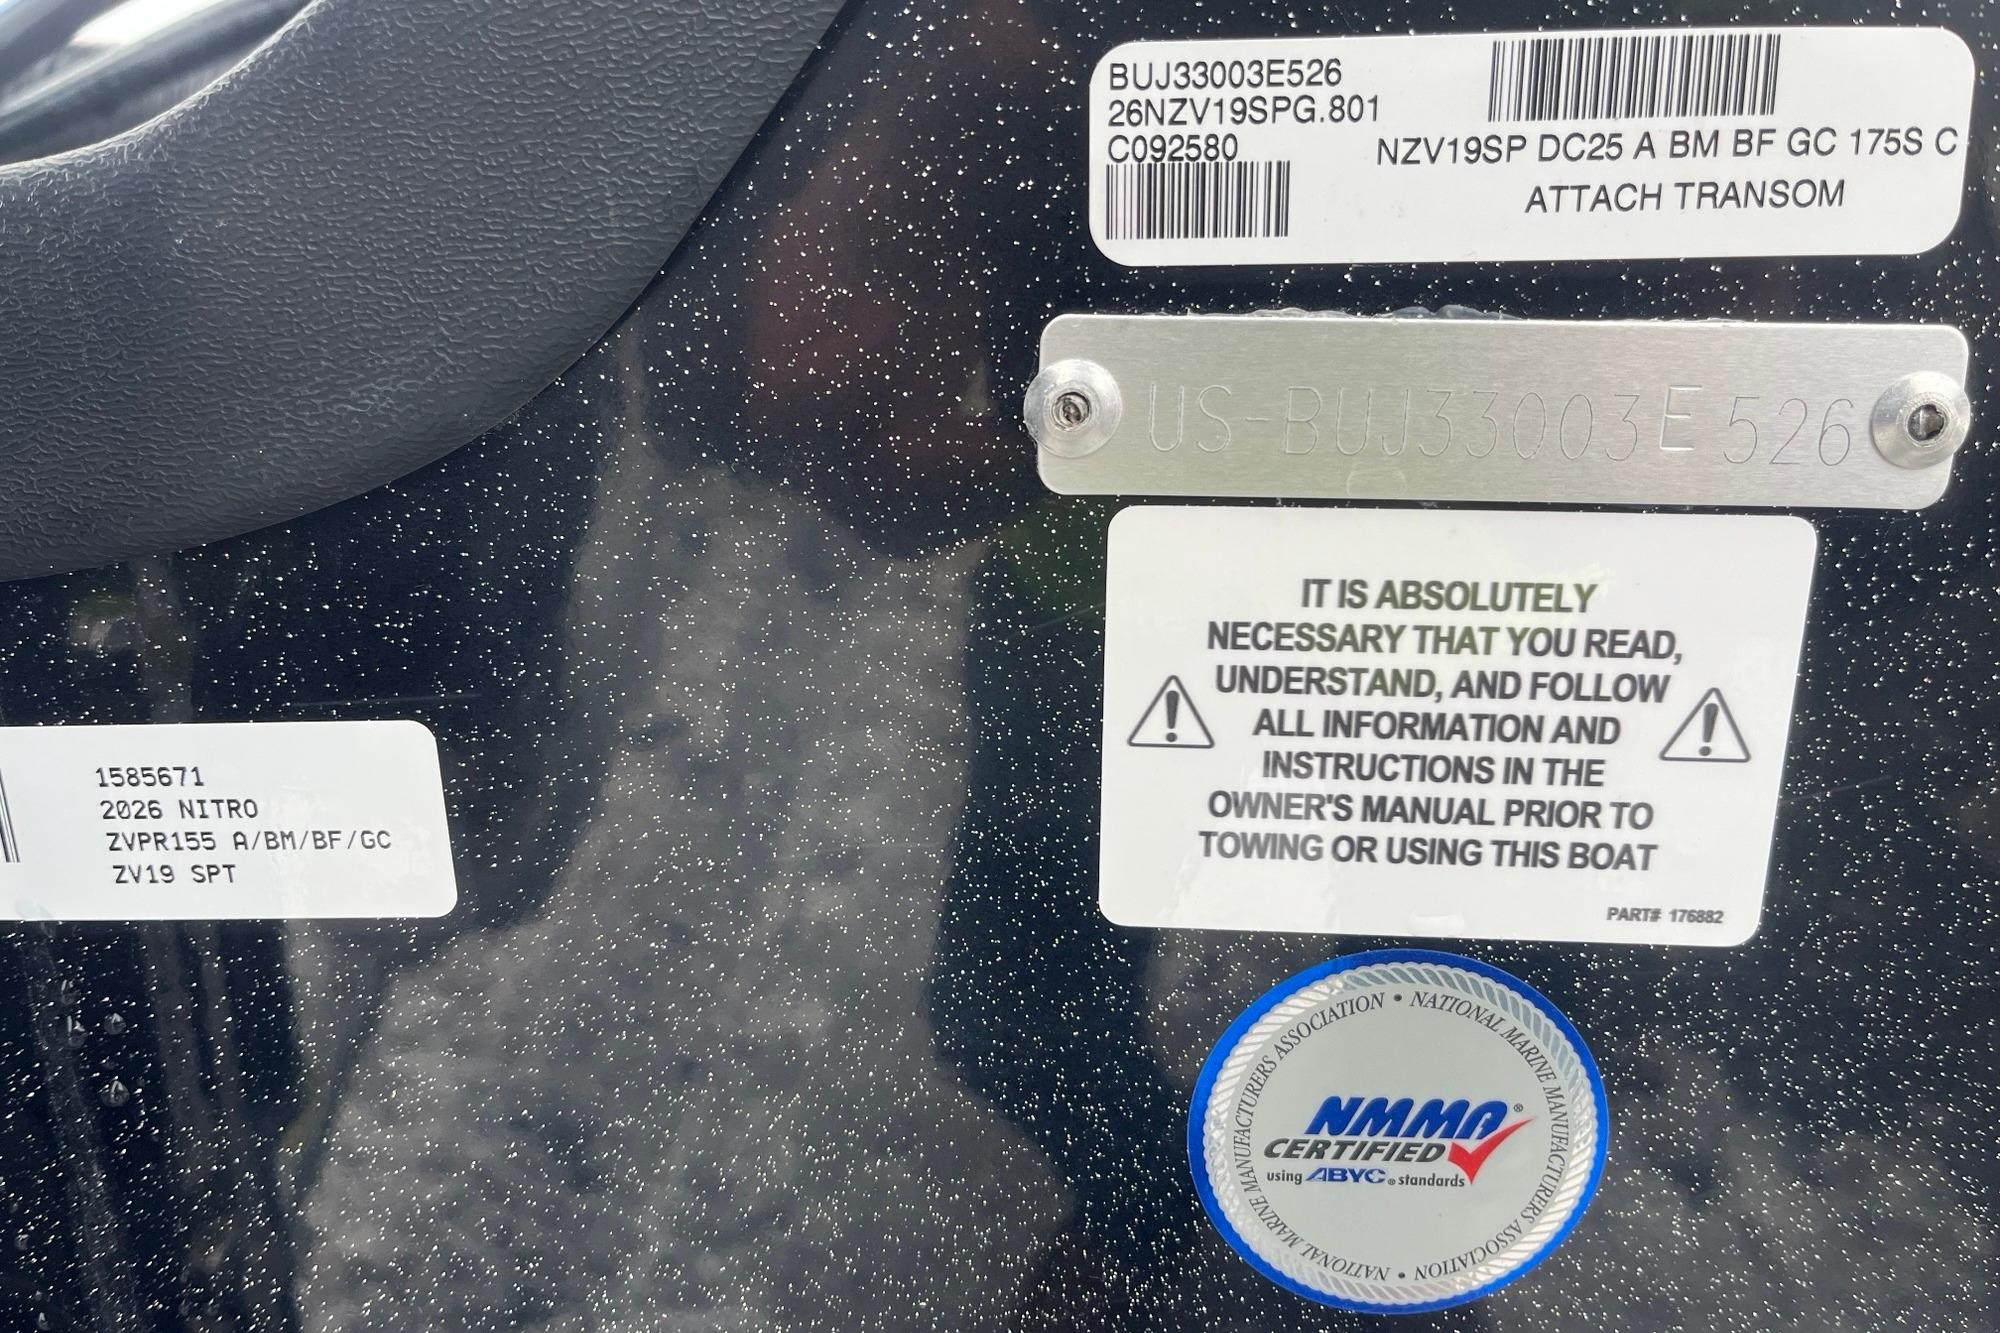 BUJ33003E526
26NZV19SPG.801
C092580
NZV19SP DC25 A BM BF GC 175S C
ATTACH TRANSOM
US-BUJ33003E526
IT IS ABSOLUTELY
NECESSARY THAT YOU READ,
UNDERSTAND, AND FOLLOW
ALL INFORMATION AND
INSTRUCTIONS IN THE
OWNER'S MANUAL PRIOR TO
TOWING OR USING THIS BOAT
PART# 176882
1585671
2026 NITRO
ZVPR155 A/BM/BF/GC
ZV19 SPT
NATIONAL MARINE MANUFACTURERS ASSOCIATION • NATIONAL MARINE MANUFACTURERS ASSOCIATION •
NMMA®
CERTIFIED
using ABYC® standards